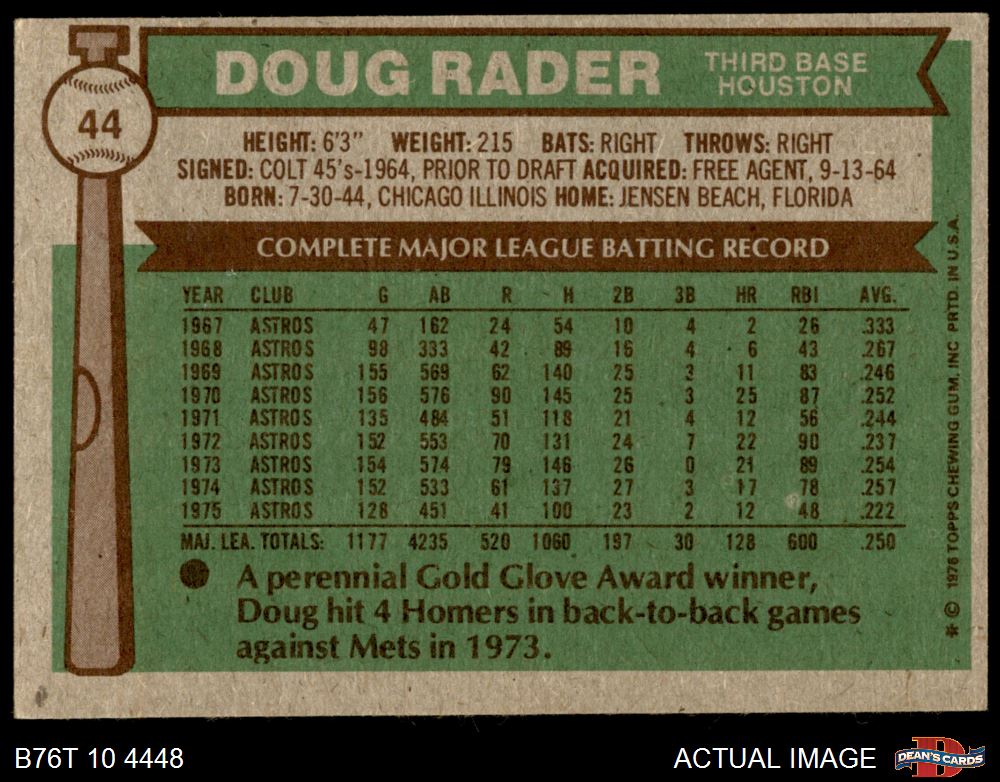 DOUG RADER
THIRD BASE
HOUSTON
44
HEIGHT: 6'3" WEIGHT: 215 BATS: RIGHT THROWS: RIGHT
SIGNED: COLT 45's-1964, PRIOR TO DRAFT ACQUIRED: FREE AGENT, 9-13-64
BORN: 7-30-44, CHICAGO ILLINOIS HOME: JENSEN BEACH, FLORIDA
COMPLETE MAJOR LEAGUE BATTING RECORD
YEAR CLUB G AB R H 2B 3B HR RBI AVG.
1967 ASTROS 47 162 24 54 10 4 2 26 .333
1968 ASTROS 98 333 42 89 16 4 6 43 .267
1969 ASTROS 155 569 62 140 25 3 11 83 .246
1970 ASTROS 156 576 90 145 25 3 25 87 .252
1971 ASTROS 135 484 51 118 21 4 12 56 .244
1972 ASTROS 152 553 70 131 24 7 22 90 .237
1973 ASTROS 154 574 79 146 26 0 21 89 .254
1974 ASTROS 152 533 61 137 27 3 17 78 .257
1975 ASTROS 128 451 41 100 23 2 12 48 .222
MAJ. LEA. TOTALS: 1177 4235 520 1060 197 30 128 600 .250
A perennial Gold Glove Award winner,
Doug hit 4 Homers in back-to-back games
against Mets in 1973.
* © 1976 TOPPS CHEWING GUM, INC PRTD IN U.S.A.
B76T 10 4448
ACTUAL IMAGE
D
DEAN'S CARDS